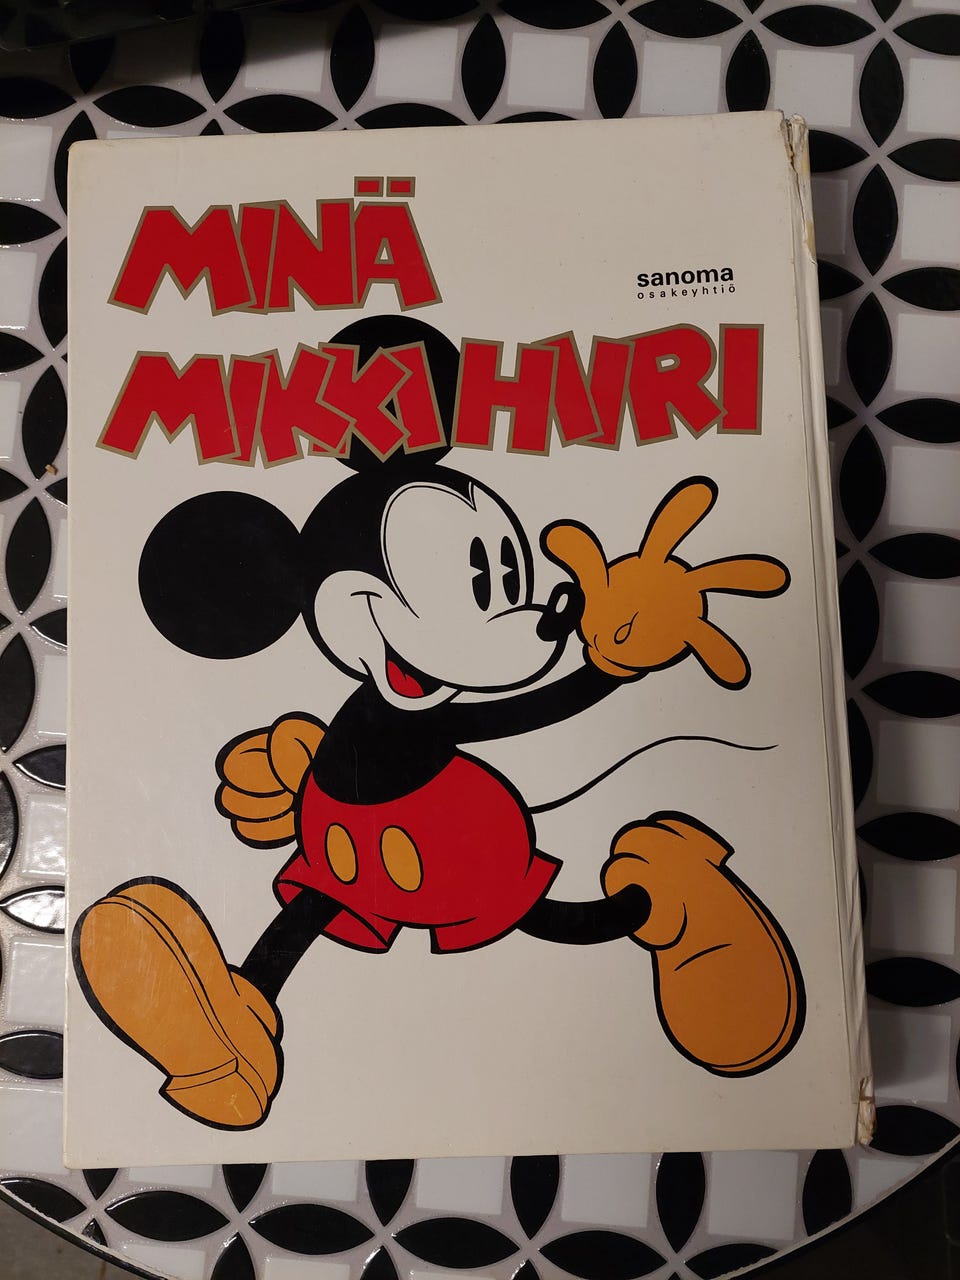 MINÄ
sanoma
osakeyhtiö
MIKKI HIIRI